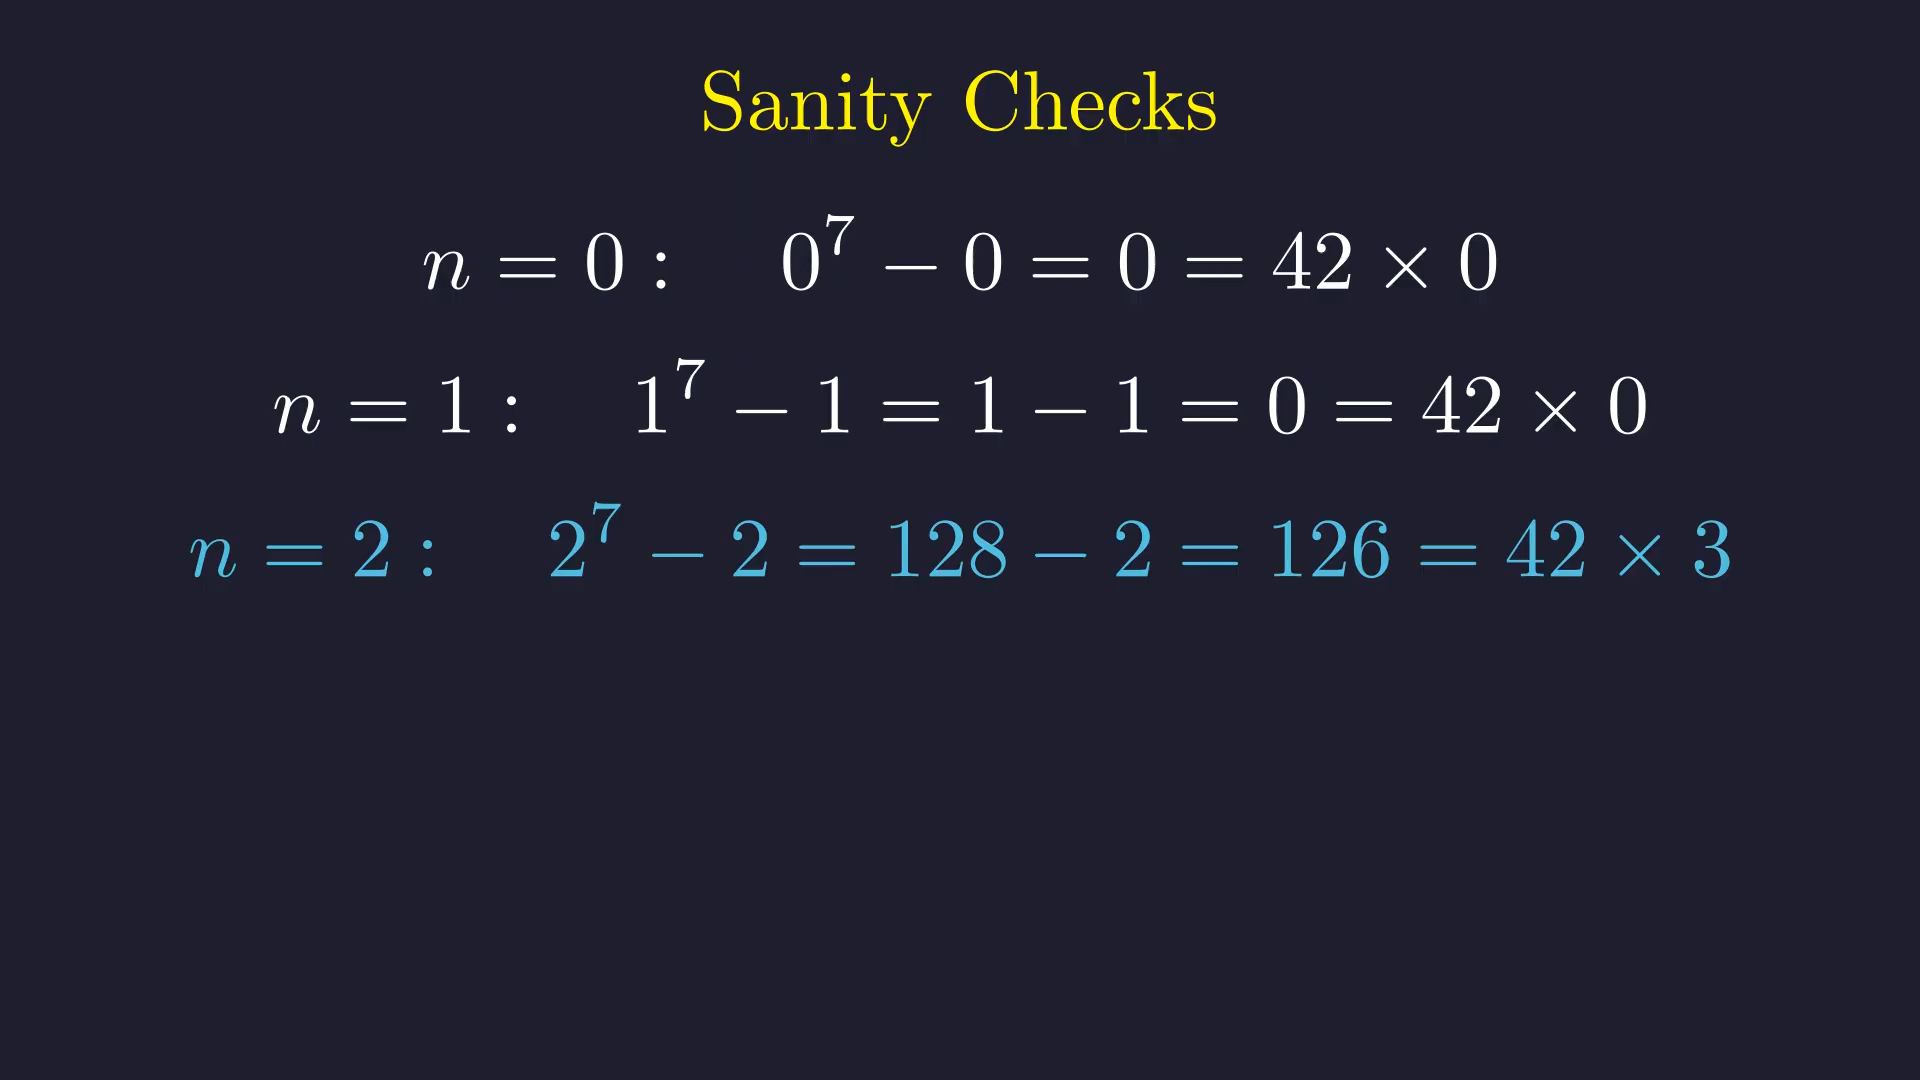 Sanity Checks
n = 0 : 0⁷ − 0 = 0 = 42 × 0
n = 1 : 1⁷ − 1 = 1 − 1 = 0 = 42 × 0
n = 2 : 2⁷ − 2 = 128 − 2 = 126 = 42 × 3